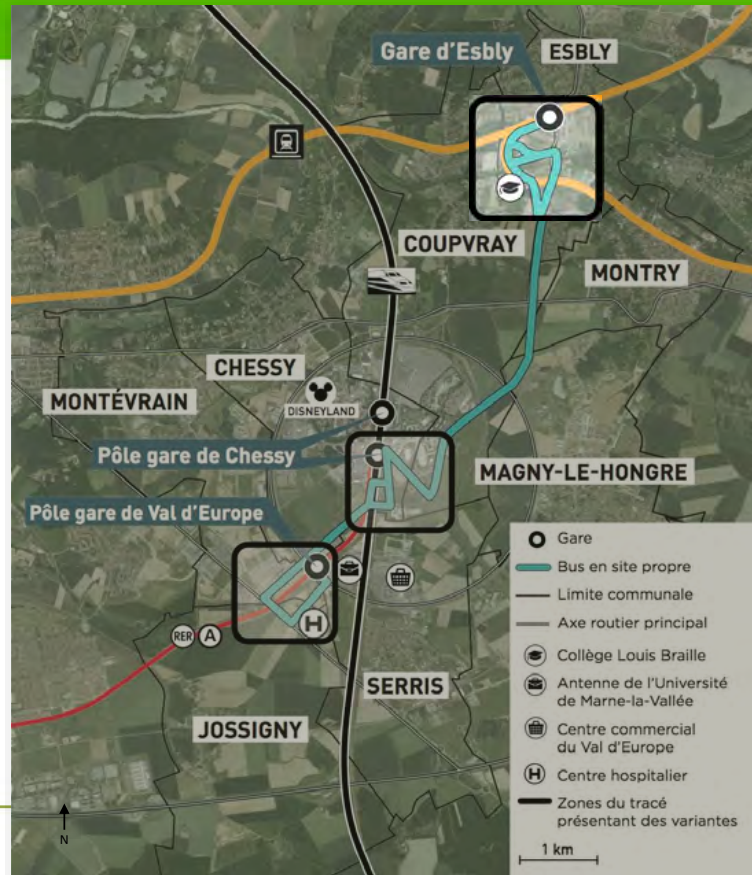 Gare d'Esbly
ESBLY
COUPVRAY
MONTRY
CHESSY
MONTÉVRAIN
DISNEYLAND
Pôle gare de Chessy
MAGNY-LE-HONGRE
Pôle gare de Val d'Europe
H
RER A
SERRIS
JOSSIGNY
N
Gare
Bus en site propre
Limite communale
Axe routier principal
Collège Louis Braille
Antenne de l'Université
de Marne-la-Vallée
Centre commercial
du Val d'Europe
H Centre hospitalier
Zones du tracé
présentant des variantes
1 km